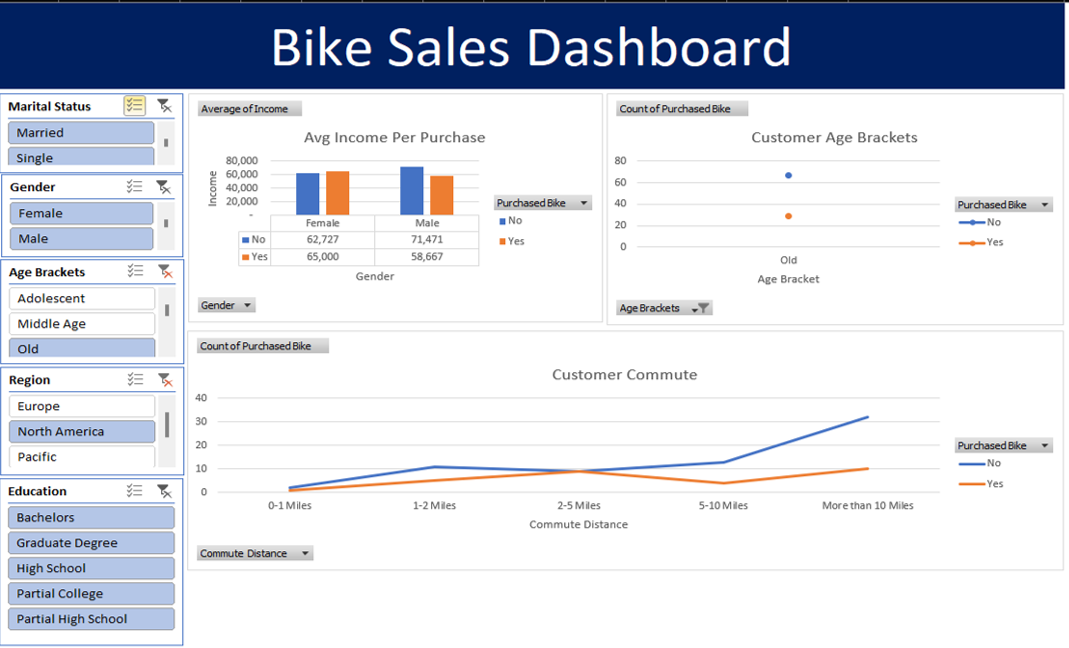 Bike Sales Dashboard
Marital Status
Married
Single
Gender
Female
Male
Age Brackets
Adolescent
Middle Age
Old
Region
Europe
North America
Pacific
Education
Bachelors
Graduate Degree
High School
Partial College
Partial High School
Average of Income
Avg Income Per Purchase
Income
80,000
60,000
40,000
20,000
-
Female Male
No 62,727 71,471
Yes 65,000 58,667
Gender
Purchased Bike
No
Yes
Gender
Count of Purchased Bike
Customer Age Brackets
80
60
40
20
0
Old
Age Bracket
Purchased Bike
No
Yes
Age Brackets
Count of Purchased Bike
Customer Commute
40
30
20
10
0
0-1 Miles 1-2 Miles 2-5 Miles 5-10 Miles More than 10 Miles
Commute Distance
Purchased Bike
No
Yes
Commute Distance